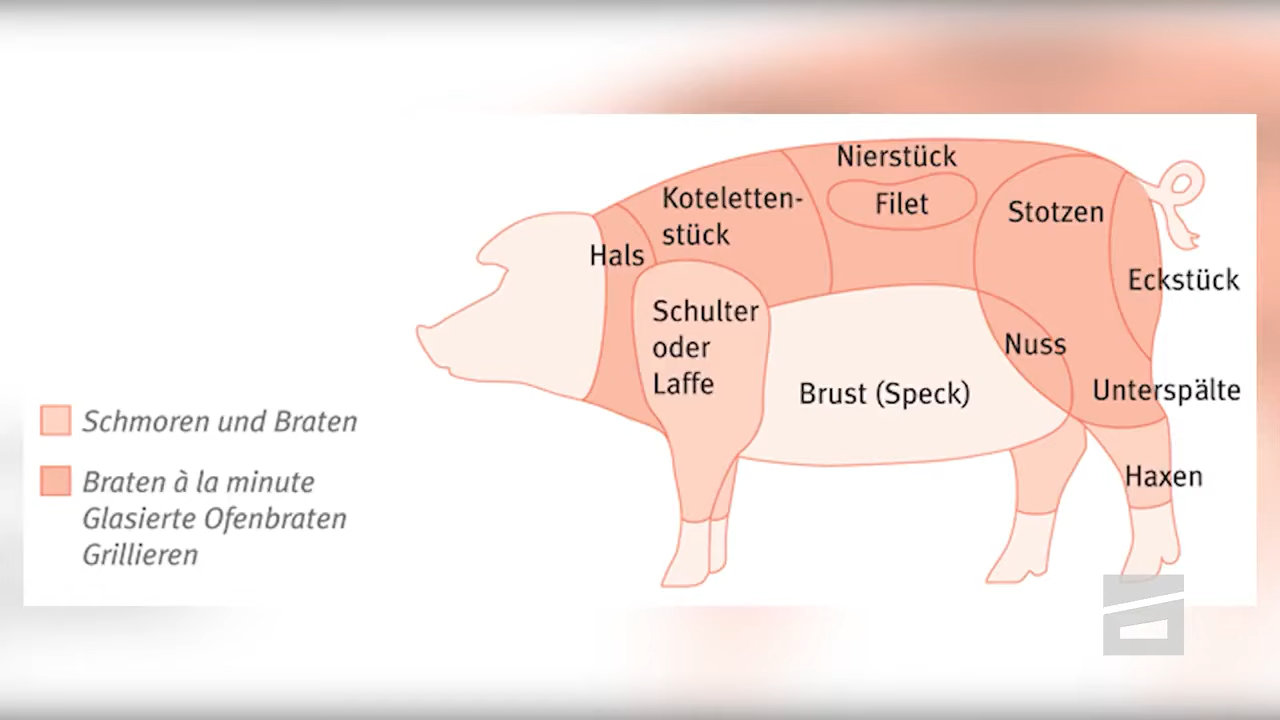 Nierstück
Filet
Koteletten-
stück
Stotzen
Hals
Eckstück
Schulter
oder
Laffe
Nuss
Brust (Speck)
Unterspälte
Haxen
Schmoren und Braten
Braten à la minute
Glasierte Ofenbraten
Grillieren